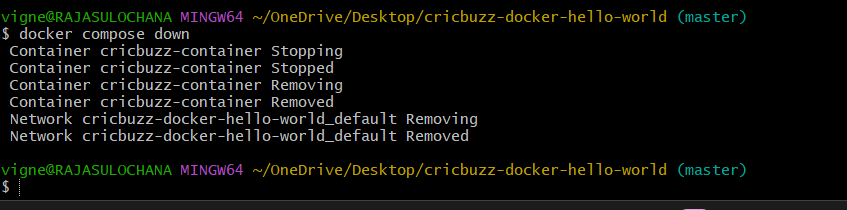 vigne@RAJASULOCHANA MINGW64 ~/OneDrive/Desktop/cricbuzz-docker-hello-world (master)
$ docker compose down
Container cricbuzz-container Stopping
Container cricbuzz-container Stopped
Container cricbuzz-container Removing
Container cricbuzz-container Removed
Network cricbuzz-docker-hello-world_default Removing
Network cricbuzz-docker-hello-world_default Removed
vigne@RAJASULOCHANA MINGW64 ~/OneDrive/Desktop/cricbuzz-docker-hello-world (master)
$